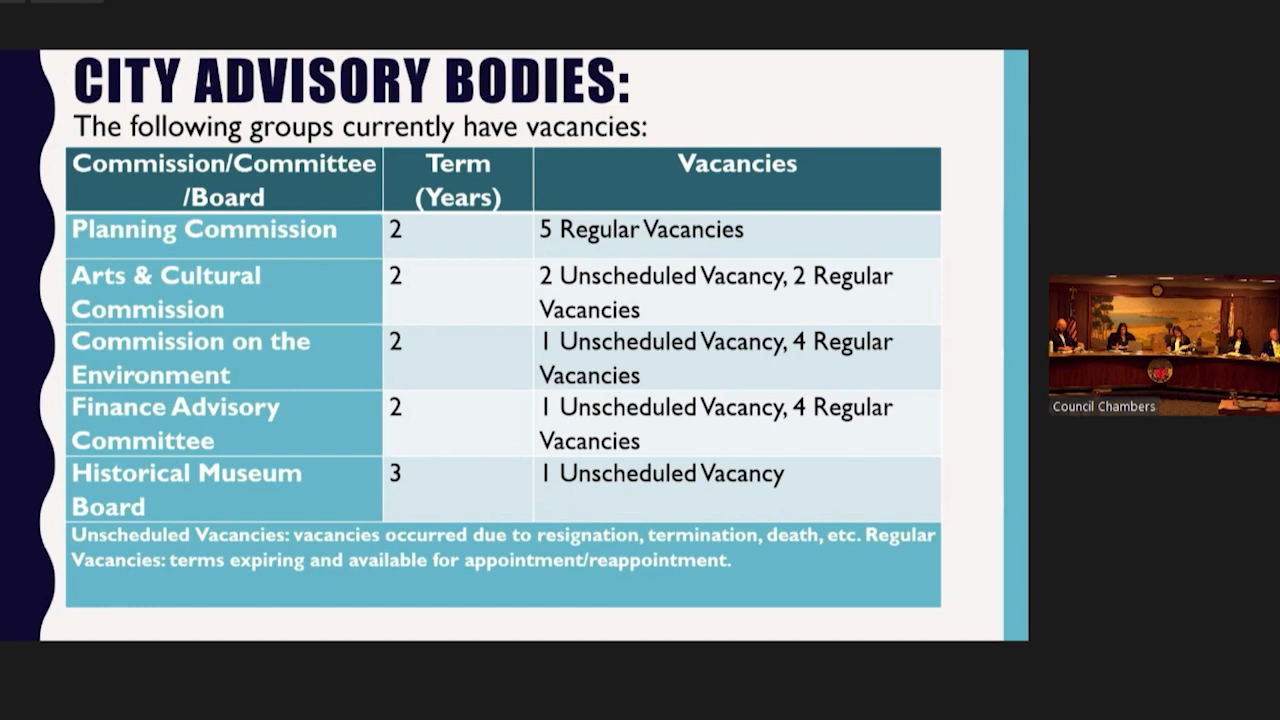 CITY ADVISORY BODIES:
The following groups currently have vacancies:
Commission/Committee
/Board
Term
(Years)
Vacancies
Planning Commission
2
5 Regular Vacancies
Arts & Cultural
Commission
2
2 Unscheduled Vacancy, 2 Regular
Vacancies
Commission on the
Environment
2
1 Unscheduled Vacancy, 4 Regular
Vacancies
Finance Advisory
Committee
2
1 Unscheduled Vacancy, 4 Regular
Vacancies
Historical Museum
Board
3
1 Unscheduled Vacancy
Unscheduled Vacancies: vacancies occurred due to resignation, termination, death, etc. Regular
Vacancies: terms expiring and available for appointment/reappointment.
Council Chambers